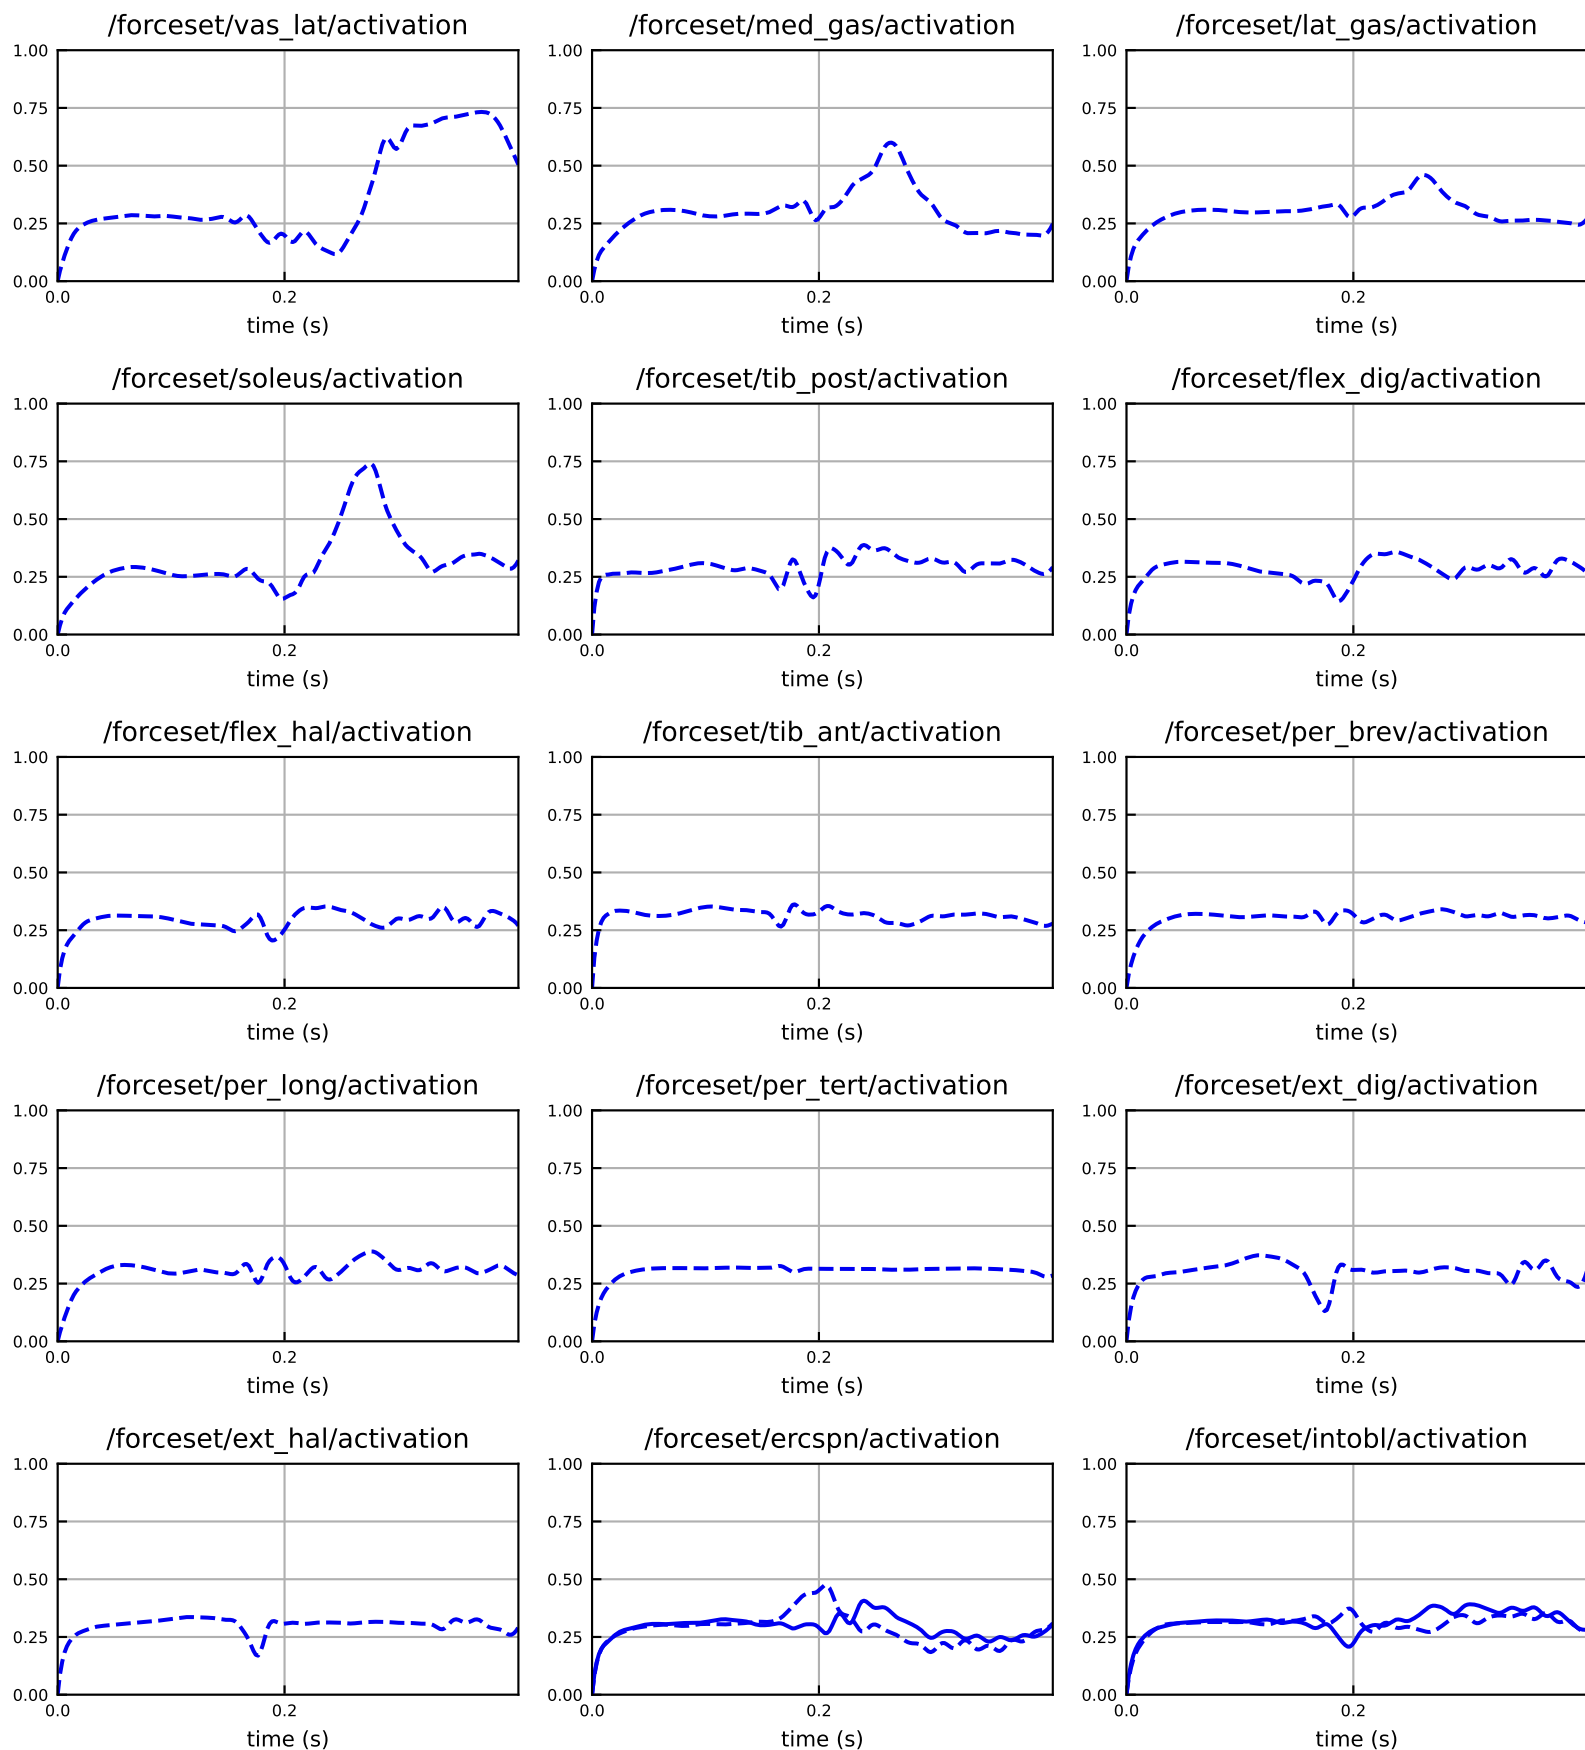 /forceset/vas_lat/activation /forceset/med_gas/activation /forceset/lat_gas/activation
1.00 1.00 1.00
0.75 0.75 0.75
0.50 0.50 0.50
0.25 0.25 0.25
0.00 0.00 0.00
0.0 0.2 0.0 0.2 0.0 0.2
time (s) time (s) time (s)
/forceset/soleus/activation /forceset/tib_post/activation /forceset/flex_dig/activation
1.00 1.00 1.00
0.75 0.75 0.75
0.50 0.50 0.50
0.25 0.25 0.25
0.00 0.00 0.00
0.0 0.2 0.0 0.2 0.0 0.2
time (s) time (s) time (s)
/forceset/flex_hal/activation /forceset/tib_ant/activation /forceset/per_brev/activation
1.00 1.00 1.00
0.75 0.75 0.75
0.50 0.50 0.50
0.25 0.25 0.25
0.00 0.00 0.00
0.0 0.2 0.0 0.2 0.0 0.2
time (s) time (s) time (s)
/forceset/per_long/activation /forceset/per_tert/activation /forceset/ext_dig/activation
1.00 1.00 1.00
0.75 0.75 0.75
0.50 0.50 0.50
0.25 0.25 0.25
0.00 0.00 0.00
0.0 0.2 0.0 0.2 0.0 0.2
time (s) time (s) time (s)
/forceset/ext_hal/activation /forceset/ercspn/activation /forceset/intobl/activation
1.00 1.00 1.00
0.75 0.75 0.75
0.50 0.50 0.50
0.25 0.25 0.25
0.00 0.00 0.00
0.0 0.2 0.0 0.2 0.0 0.2
time (s) time (s) time (s)